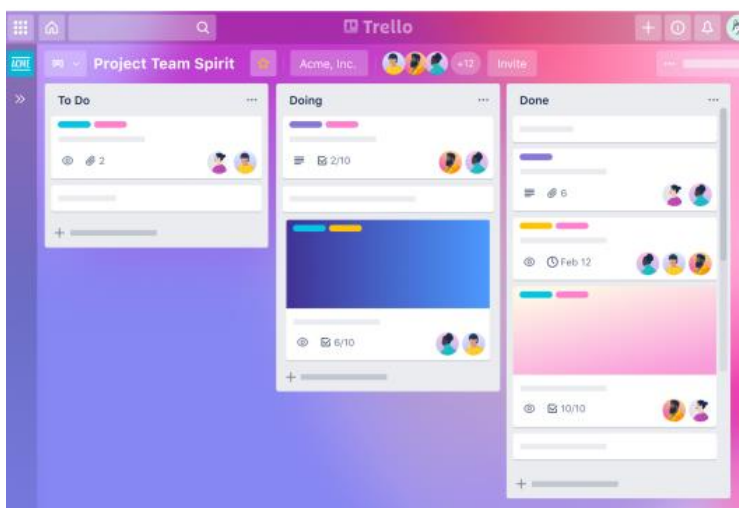 Trello
ACME
Project Team Spirit
Acme, Inc.
+12
Invite
To Do
2
Doing
2/10
6/10
Done
6
Feb 12
10/10